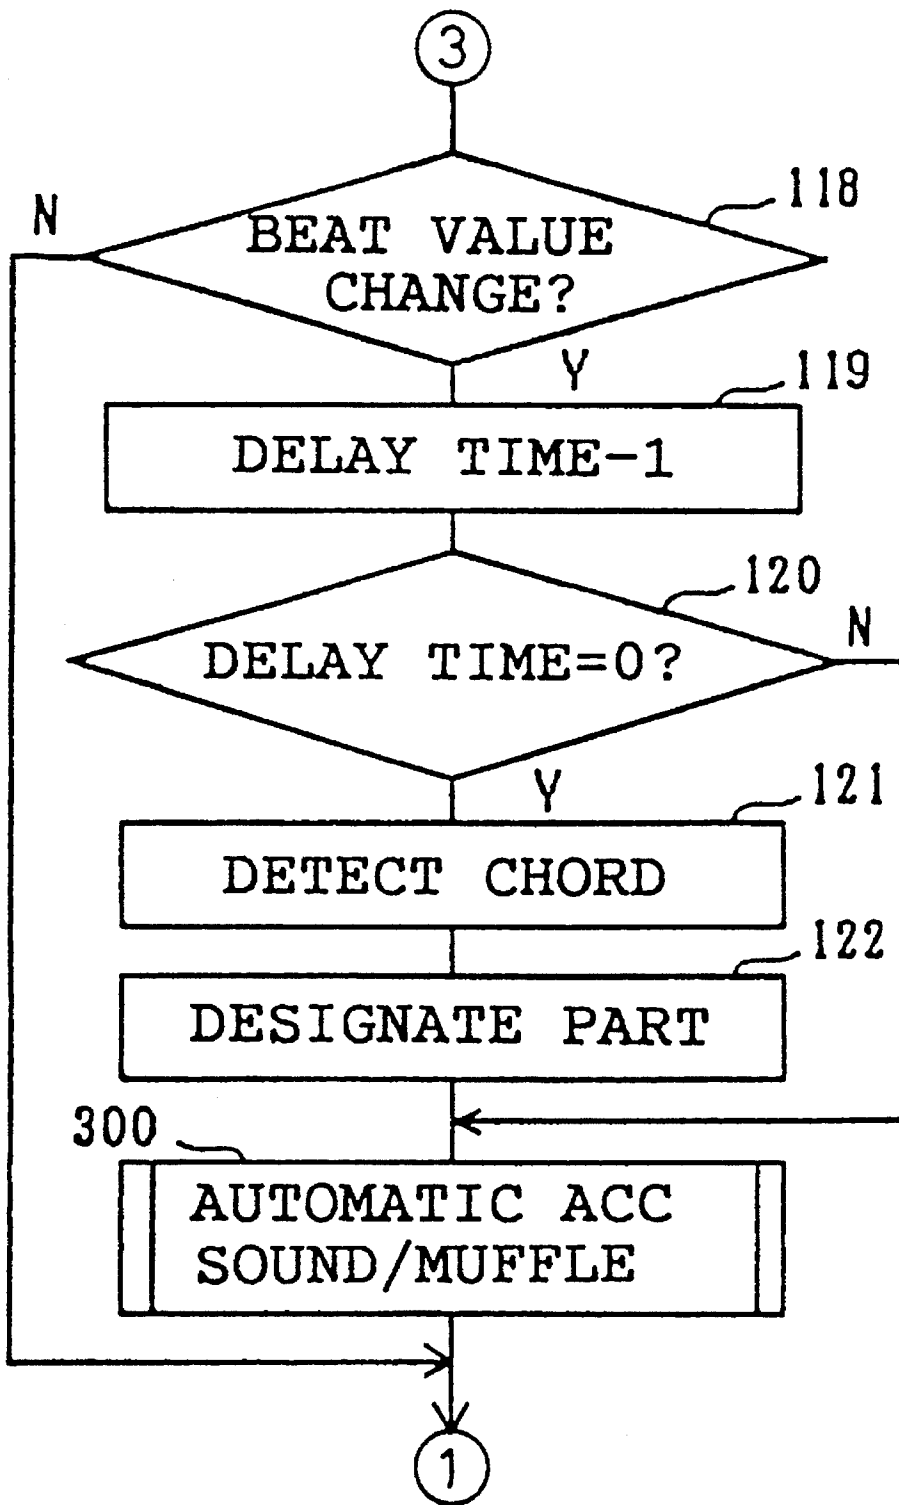 3
N
118
BEAT VALUE
CHANGE?
Y
119
DELAY TIME-1
120
N
DELAY TIME=0?
Y
121
DETECT CHORD
122
DESIGNATE PART
300
AUTOMATIC ACC
SOUND/MUFFLE
1